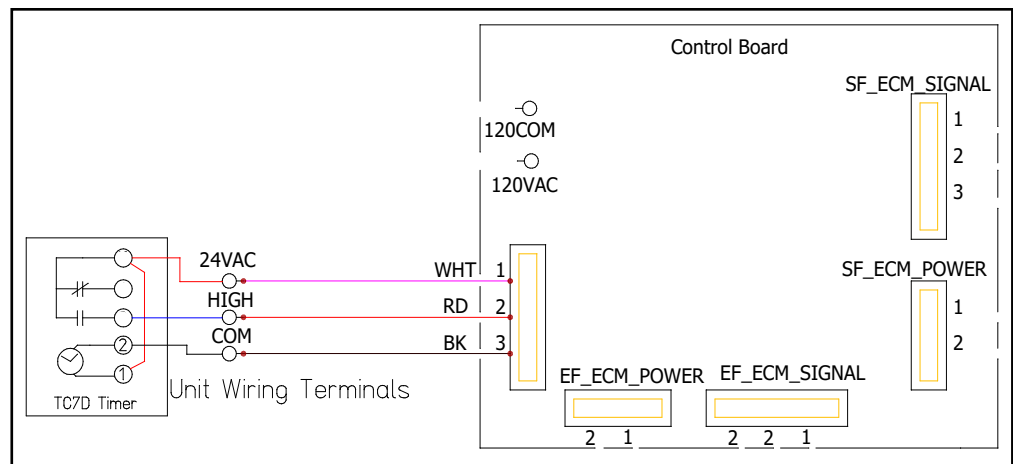 Control Board
SF_ECM_SIGNAL
1
2
3
120COM
120VAC
24VAC
WHT 1
HIGH
RD 2
COM
BK 3
2
1
TC7D Timer
Unit Wiring Terminals
SF_ECM_POWER
1
2
EF_ECM_POWER
2 1
EF_ECM_SIGNAL
2 2 1